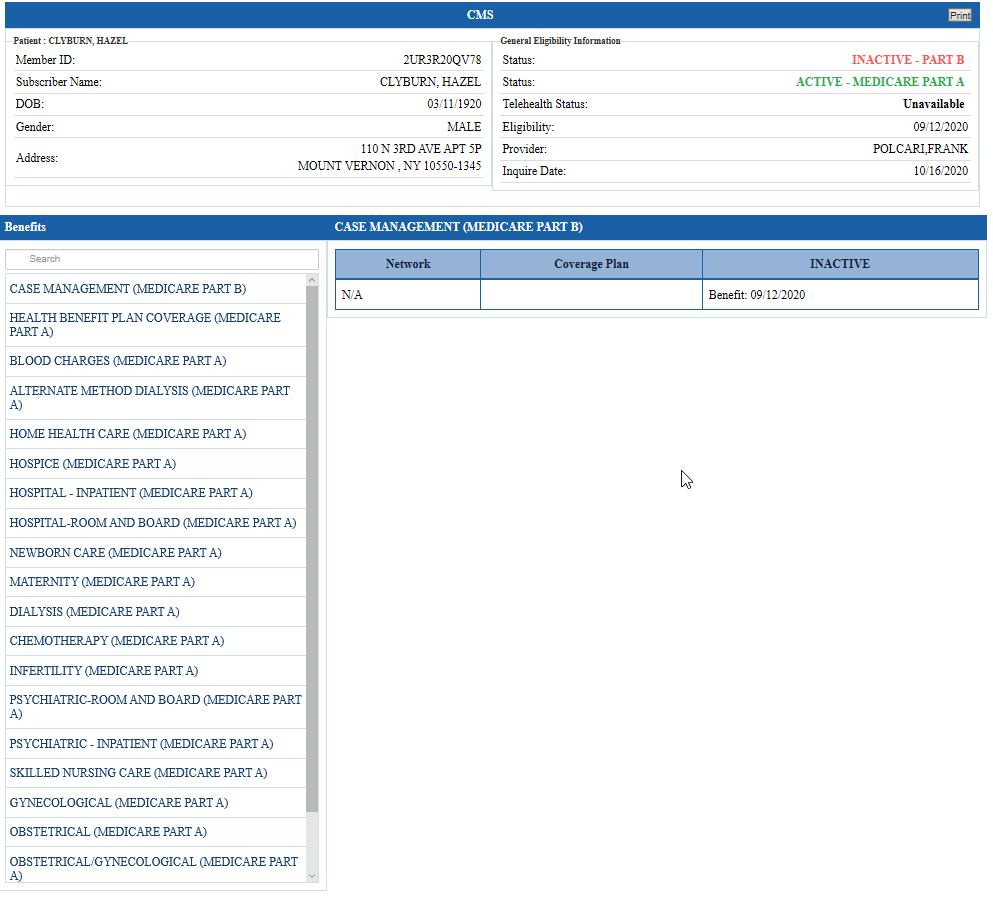 CMS
Print
Patient : CLYBURN, HAZEL
Member ID: 2UR3R20QV78
Subscriber Name: CLYBURN, HAZEL
DOB: 03/11/1920
Gender: MALE
Address: 110 N 3RD AVE APT 5P
MOUNT VERNON , NY 10550-1345
General Eligibility Information
Status: INACTIVE - PART B
Status: ACTIVE - MEDICARE PART A
Telehealth Status: Unavailable
Eligibility: 09/12/2020
Provider: POLCARI,FRANK
Inquire Date: 10/16/2020
Benefits
Search
CASE MANAGEMENT (MEDICARE PART B)
HEALTH BENEFIT PLAN COVERAGE (MEDICARE
PART A)
BLOOD CHARGES (MEDICARE PART A)
ALTERNATE METHOD DIALYSIS (MEDICARE PART
A)
HOME HEALTH CARE (MEDICARE PART A)
HOSPICE (MEDICARE PART A)
HOSPITAL - INPATIENT (MEDICARE PART A)
HOSPITAL-ROOM AND BOARD (MEDICARE PART A)
NEWBORN CARE (MEDICARE PART A)
MATERNITY (MEDICARE PART A)
DIALYSIS (MEDICARE PART A)
CHEMOTHERAPY (MEDICARE PART A)
INFERTILITY (MEDICARE PART A)
PSYCHIATRIC-ROOM AND BOARD (MEDICARE PART
A)
PSYCHIATRIC - INPATIENT (MEDICARE PART A)
SKILLED NURSING CARE (MEDICARE PART A)
GYNECOLOGICAL (MEDICARE PART A)
OBSTETRICAL (MEDICARE PART A)
OBSTETRICAL/GYNECOLOGICAL (MEDICARE PART
A)
CASE MANAGEMENT (MEDICARE PART B)
Network Coverage Plan INACTIVE
N/A Benefit: 09/12/2020